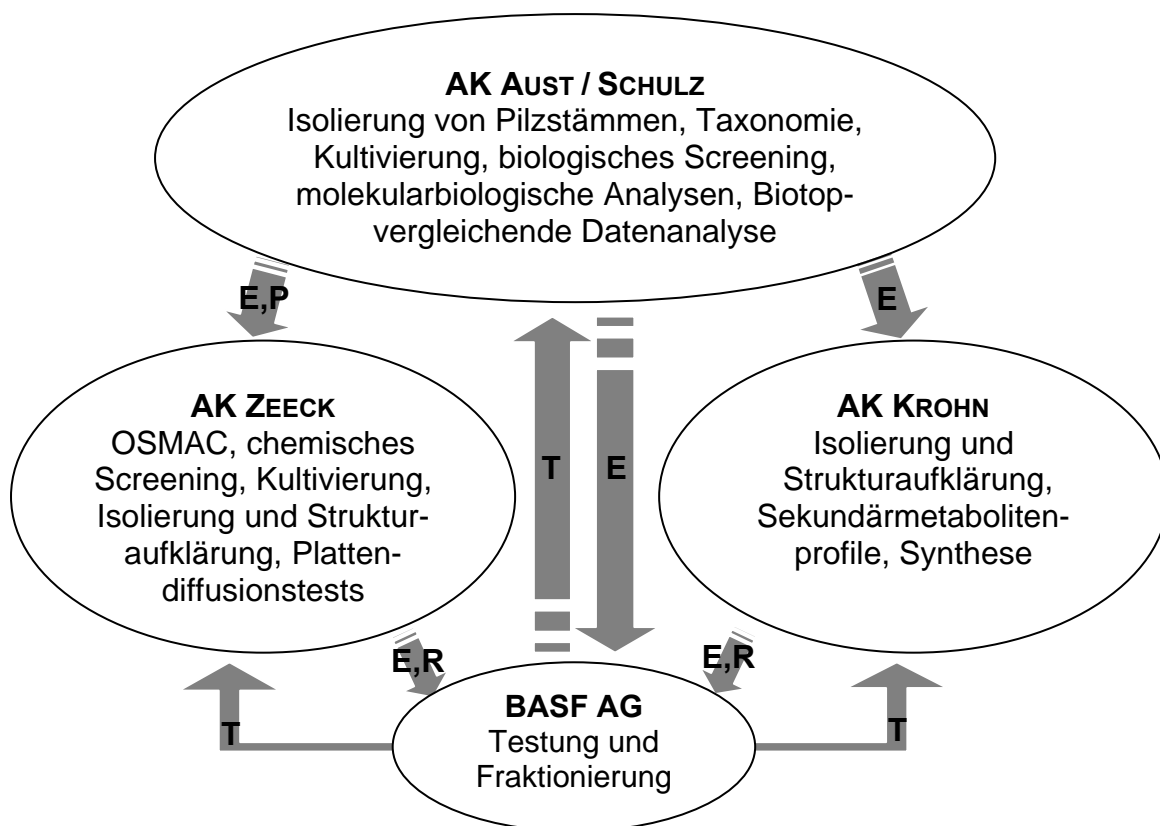 AK AUST / SCHULZ
Isolierung von Pilzstämmen, Taxonomie,
Kultivierung, biologisches Screening,
molekularbiologische Analysen, Biotop-
vergleichende Datenanalyse
E,P
E
AK ZEECK
OSMAC, chemisches
Screening, Kultivierung,
Isolierung und Struktur-
aufklärung, Platten-
diffusionstests
T
E
AK KROHN
Isolierung und
Strukturaufklärung,
Sekundärmetaboliten-
profile, Synthese
E,R
E,R
BASF AG
Testung und
Fraktionierung
T
T